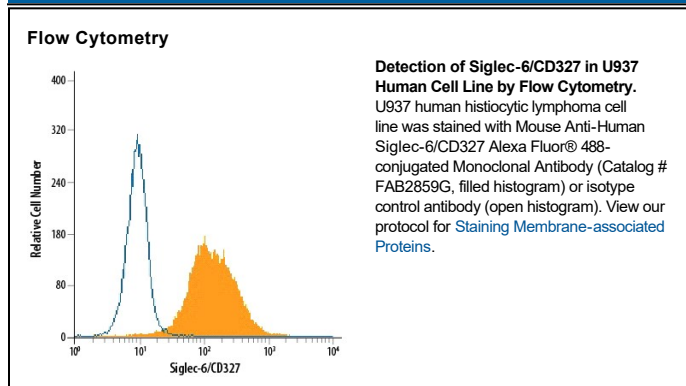 Flow Cytometry
400
320
240
180
80
0
Relative Cell Number
10⁰
10¹
10²
10³
10⁴
Siglec-6/CD327
Detection of Siglec-6/CD327 in U937
Human Cell Line by Flow Cytometry.
U937 human histiocytic lymphoma cell
line was stained with Mouse Anti-Human
Siglec-6/CD327 Alexa Fluor® 488-
conjugated Monoclonal Antibody (Catalog #
FAB2859G, filled histogram) or isotype
control antibody (open histogram). View our
protocol for Staining Membrane-associated
Proteins.